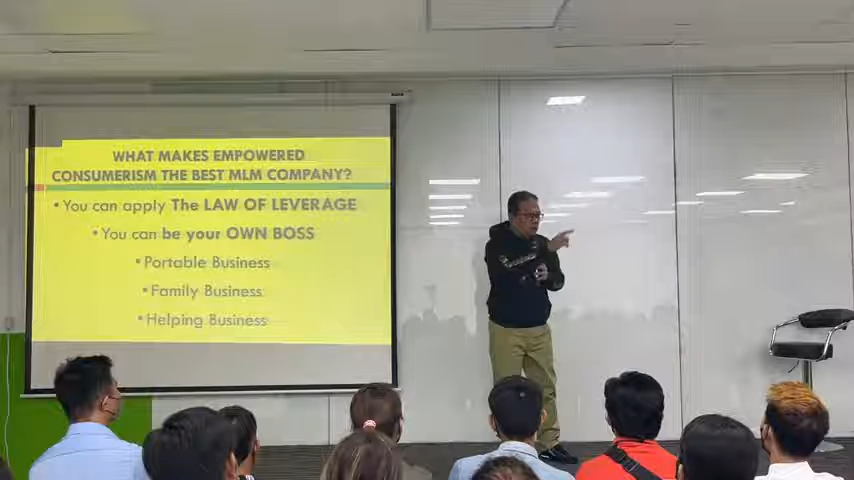 WHAT MAKES EMPOWERED
CONSUMERISM THE BEST MLM COMPANY?
• You can apply The LAW OF LEVERAGE
• You can be your OWN BOSS
• Portable Business
• Family Business
• Helping Business